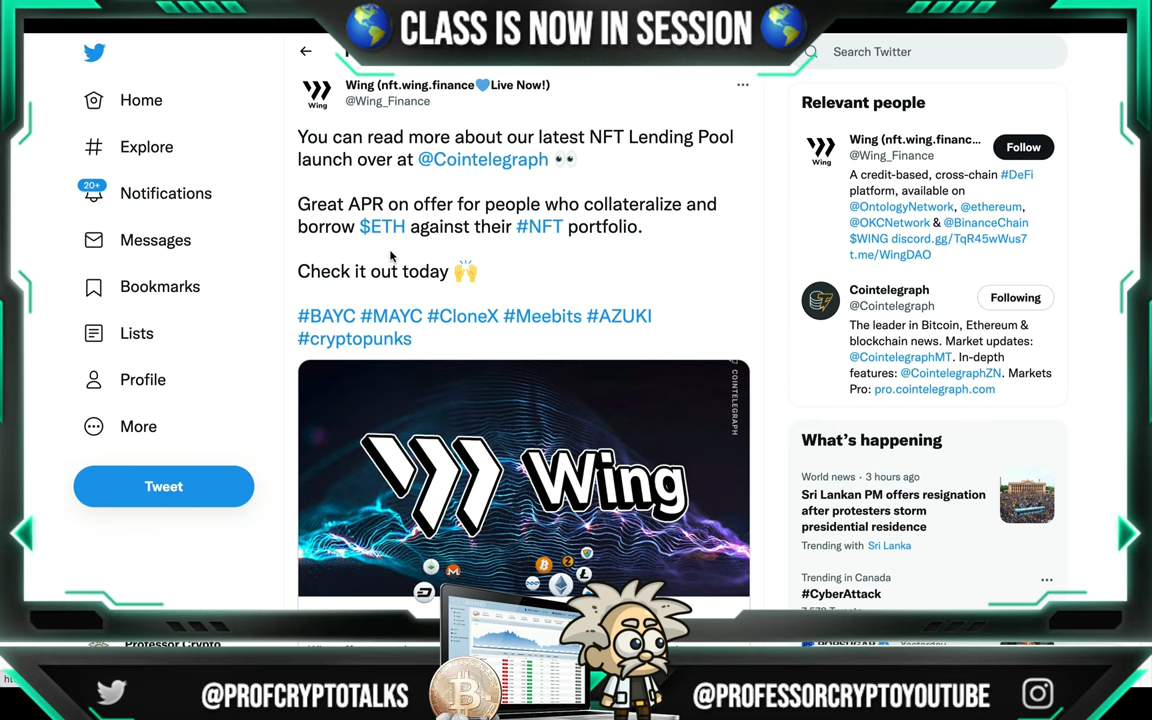 CLASS IS NOW IN SESSION
Search Twitter
Wing (nft.wing.finance💙Live Now!)
@Wing_Finance
Wing
You can read more about our latest NFT Lending Pool
launch over at @Cointelegraph 👀
Great APR on offer for people who collateralize and
borrow $ETH against their #NFT portfolio.
Check it out today 🙌
#BAYC #MAYC #CloneX #Meebits #AZUKI
#cryptopunks
COINTELEGRAPH
Wing
Home
Explore
20+
Notifications
Messages
Bookmarks
Lists
Profile
More
Tweet
Professor Crypto
Relevant people
Wing
Wing (nft.wing.financ...
@Wing_Finance
Follow
A credit-based, cross-chain #DeFi
platform, available on
@OntologyNetwork, @ethereum,
@OKCNetwork & @BinanceChain
$WING discord.gg/TqR45wWus7
t.me/WingDAO
Cointelegraph
@Cointelegraph
Following
The leader in Bitcoin, Ethereum &
blockchain news. Market updates:
@CointelegraphMT. In-depth
features: @CointelegraphZN. Markets
Pro: pro.cointelegraph.com
What's happening
World news · 3 hours ago
Sri Lankan PM offers resignation
after protesters storm
presidential residence
Trending with Sri Lanka
Trending in Canada
#CyberAttack
@PROFCRYPTOTALKS
@PROFESSORCRYPTOYOUTUBE